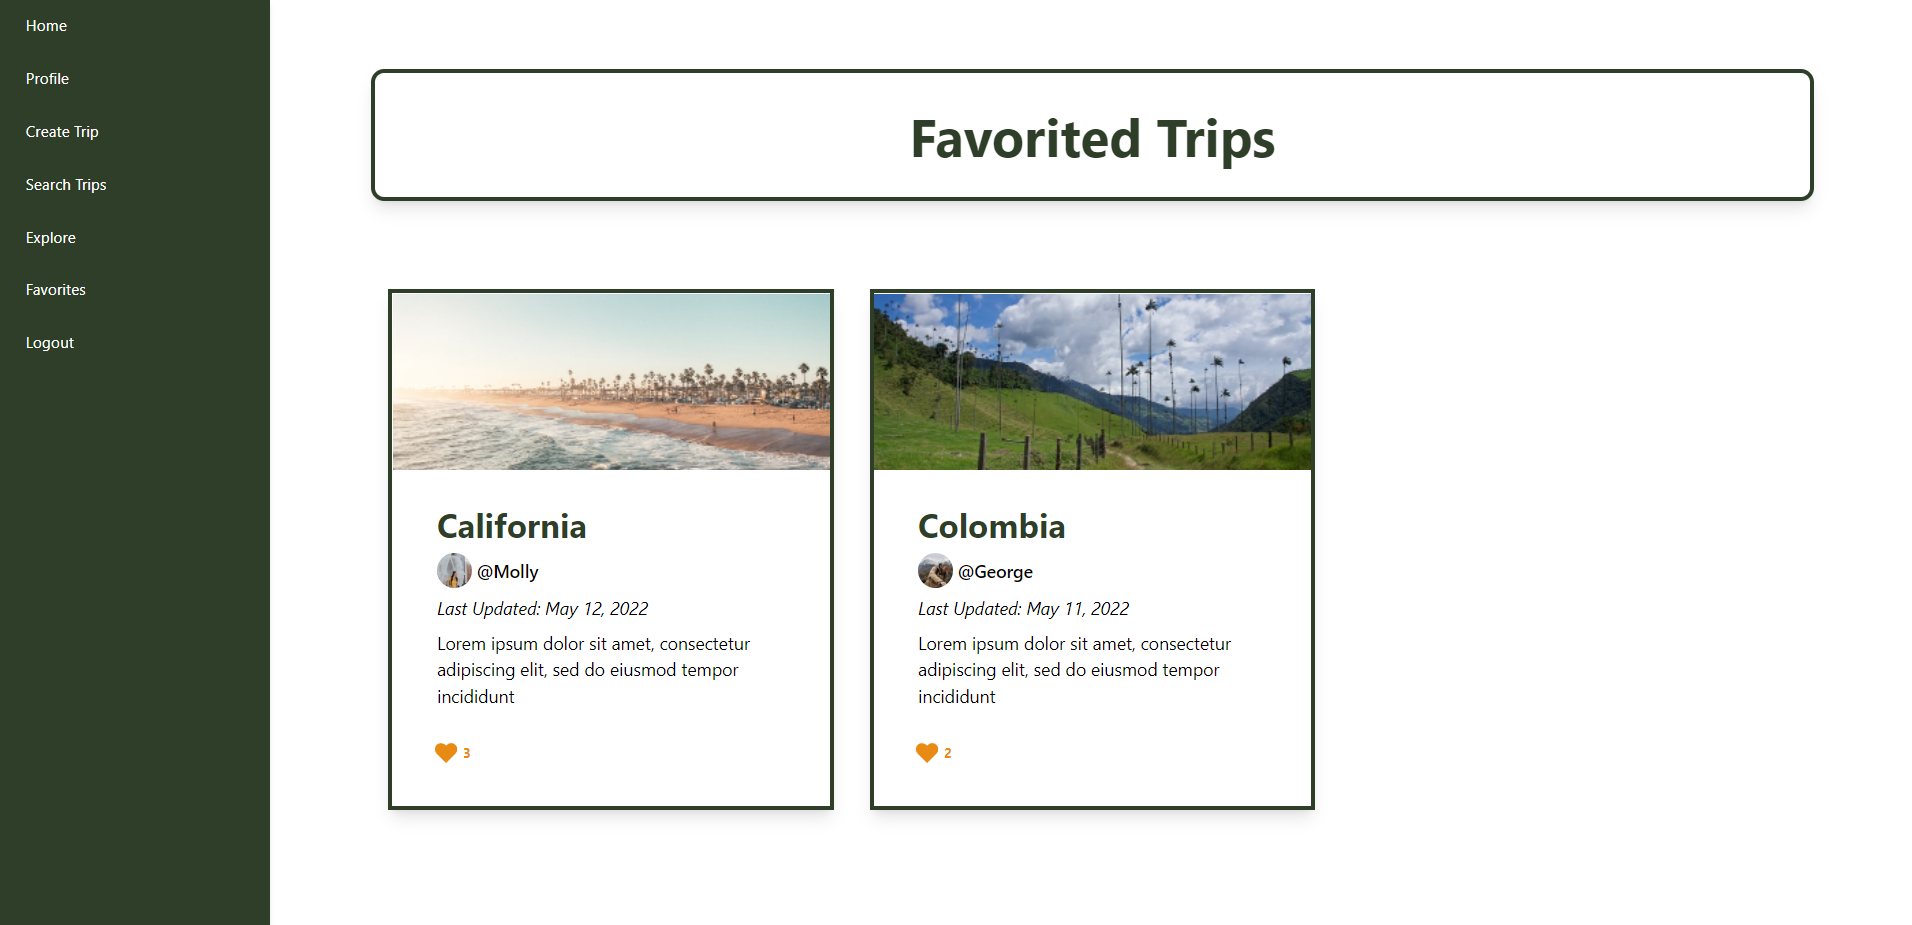 Home
Profile
Create Trip
Search Trips
Explore
Favorites
Logout
Favorited Trips
California
@Molly
Last Updated: May 12, 2022
Lorem ipsum dolor sit amet, consectetur
adipiscing elit, sed do eiusmod tempor
incididunt
3
Colombia
@George
Last Updated: May 11, 2022
Lorem ipsum dolor sit amet, consectetur
adipiscing elit, sed do eiusmod tempor
incididunt
2